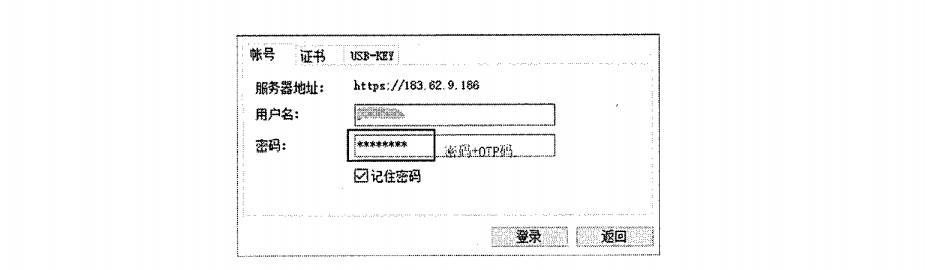 帐号 证书 USB-KEY
服务器地址: https://183.62.9.186
用户名:
密码: ******** 密码+OTP码
记住密码
登录 返回